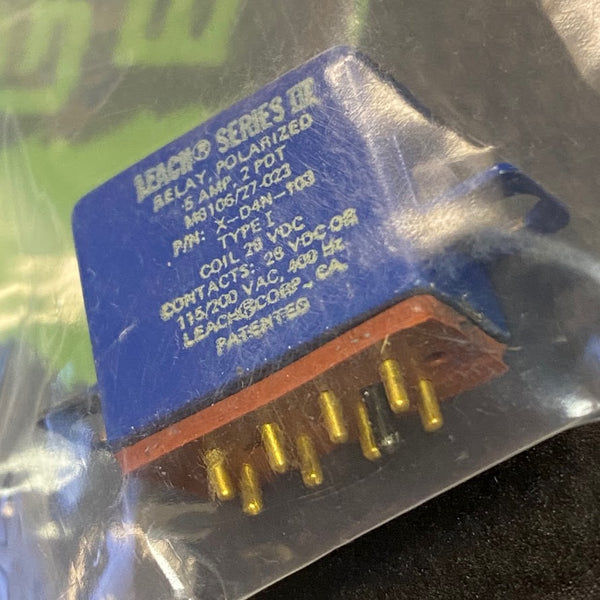 LEACH® SERIES II
RELAY, POLARIZED
5 AMP, 2 PDT
M6106/27-023
P/N: X-D4N-103
TYPE I
COIL 28 VDC
CONTACTS: 28 VDC OR
115/200 VAC, 400 Hz
LEACH® CORP - CA.
PATENTED